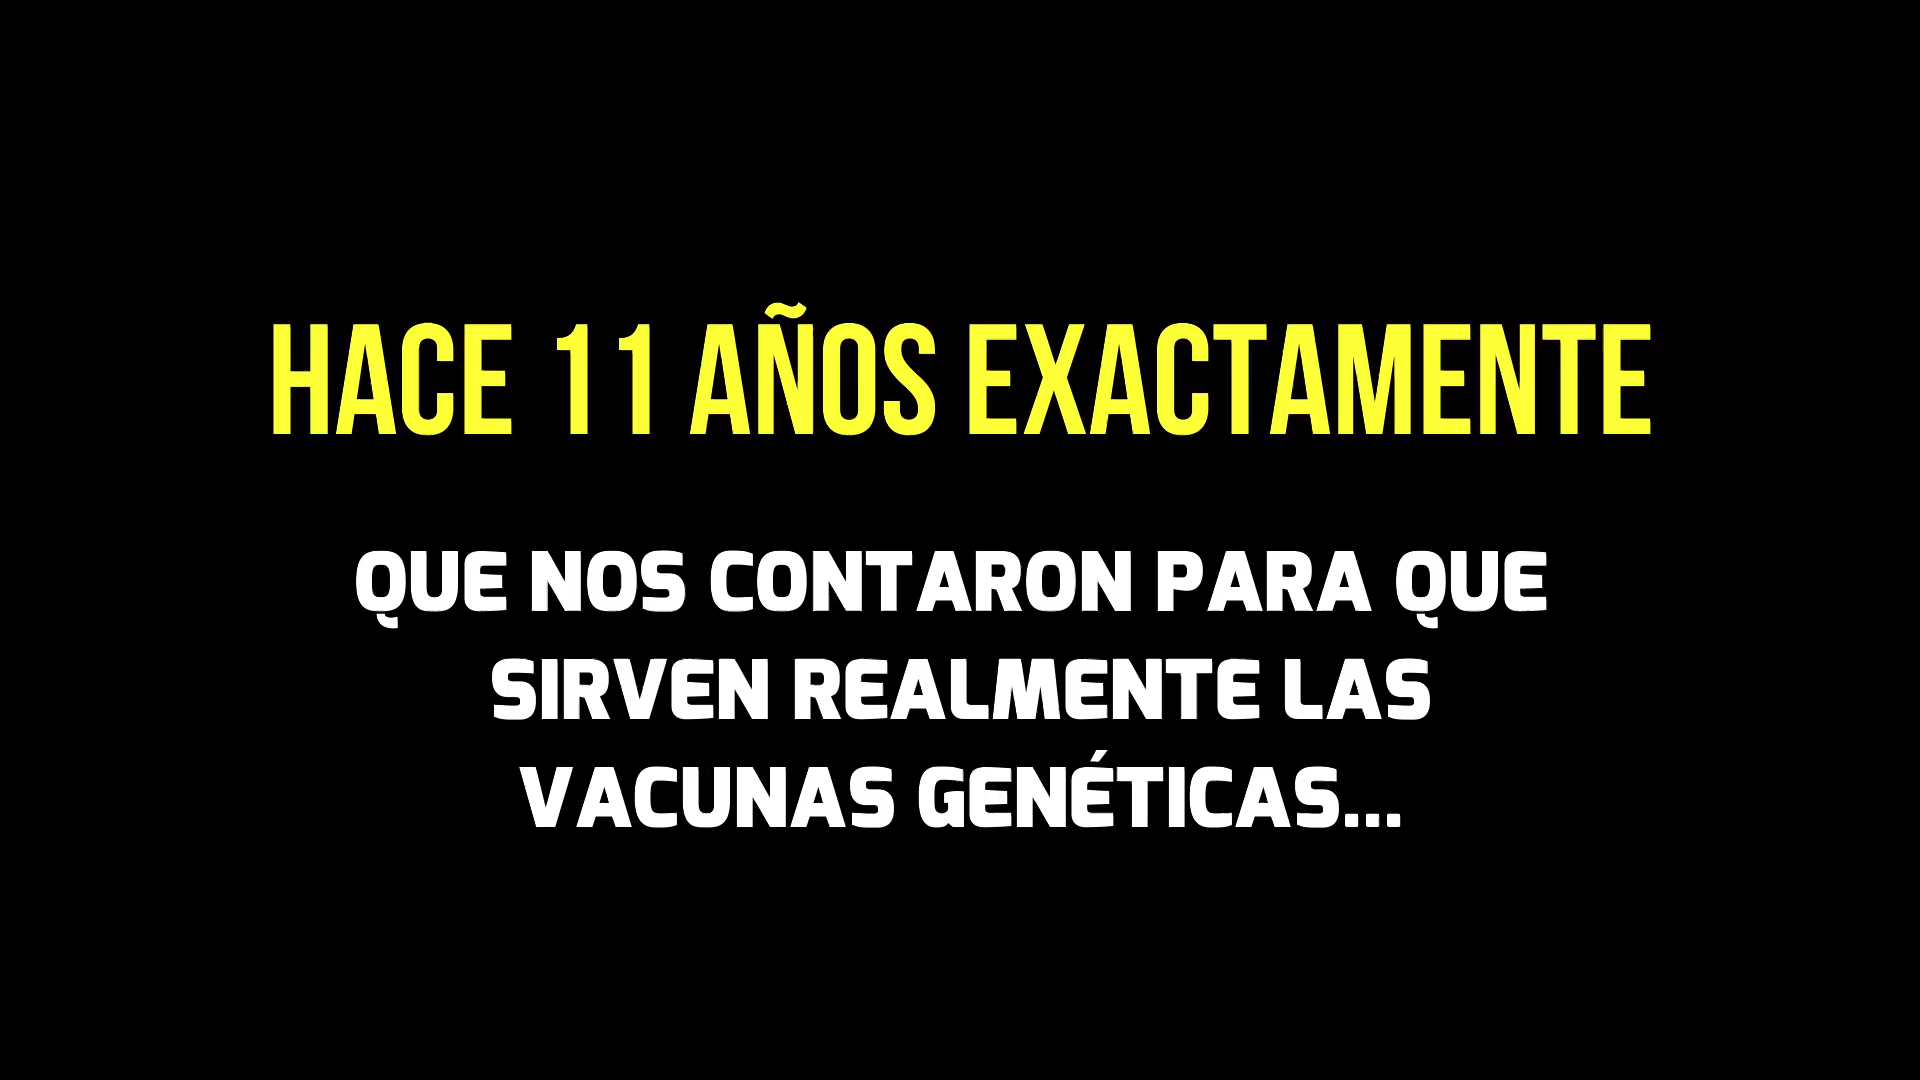 HACE 11 AÑOS EXACTAMENTE
QUE NOS CONTARON PARA QUE
SIRVEN REALMENTE LAS
VACUNAS GENÉTICAS...